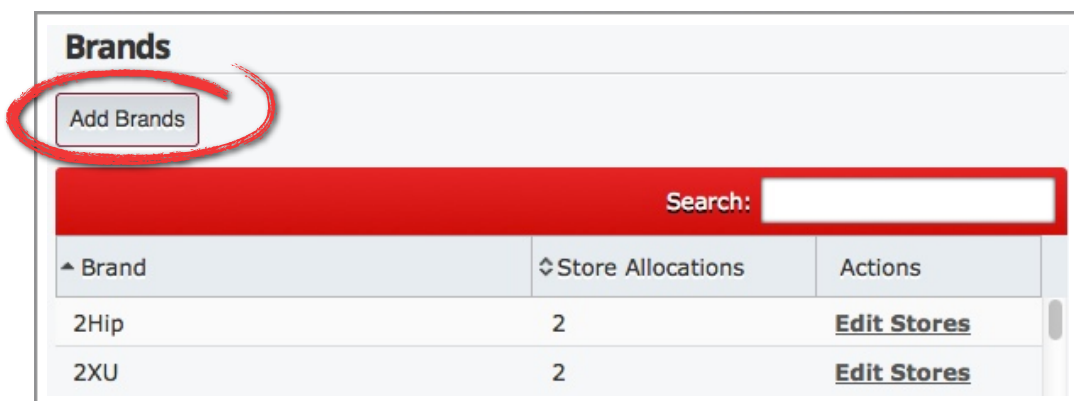 Brands
Add Brands
Search:
Brand Store Allocations Actions
2Hip 2 Edit Stores
2XU 2 Edit Stores